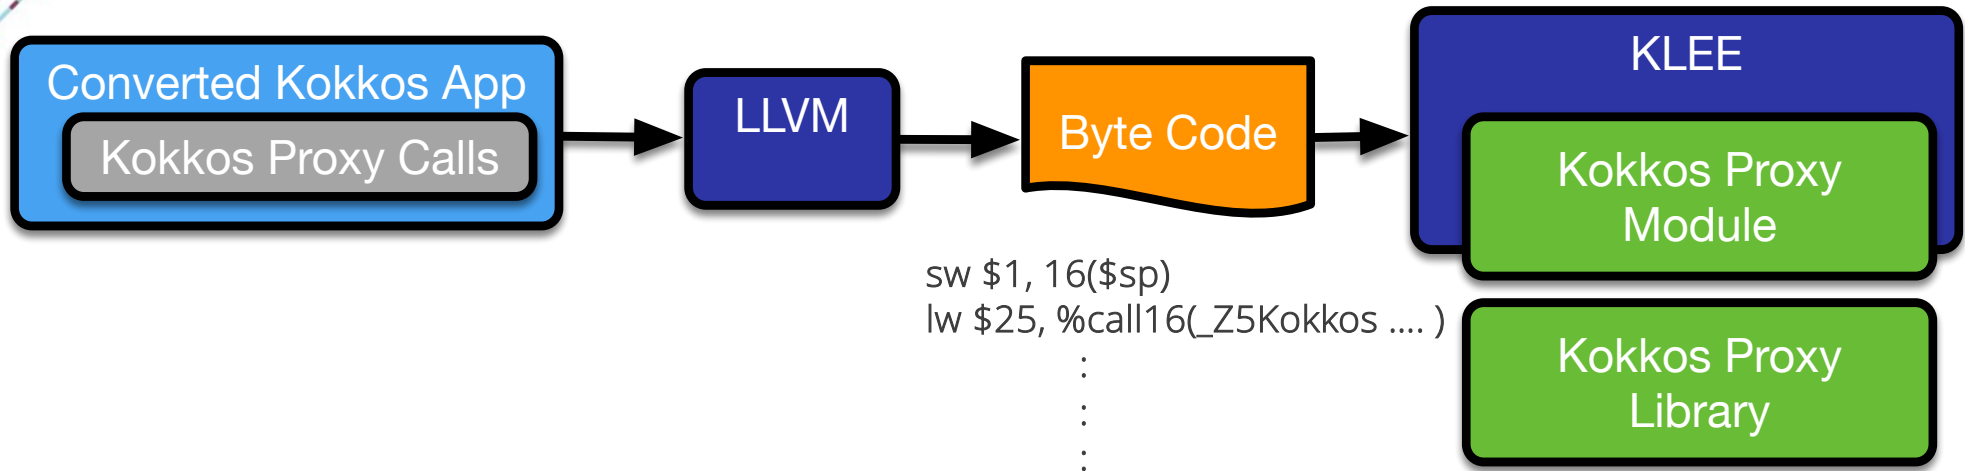 Converted Kokkos App
Kokkos Proxy Calls
LLVM
Byte Code
KLEE
Kokkos Proxy
Module
sw $1, 16($sp)
lw $25, %call16(_Z5Kokkos .... )
:
:
:
Kokkos Proxy
Library